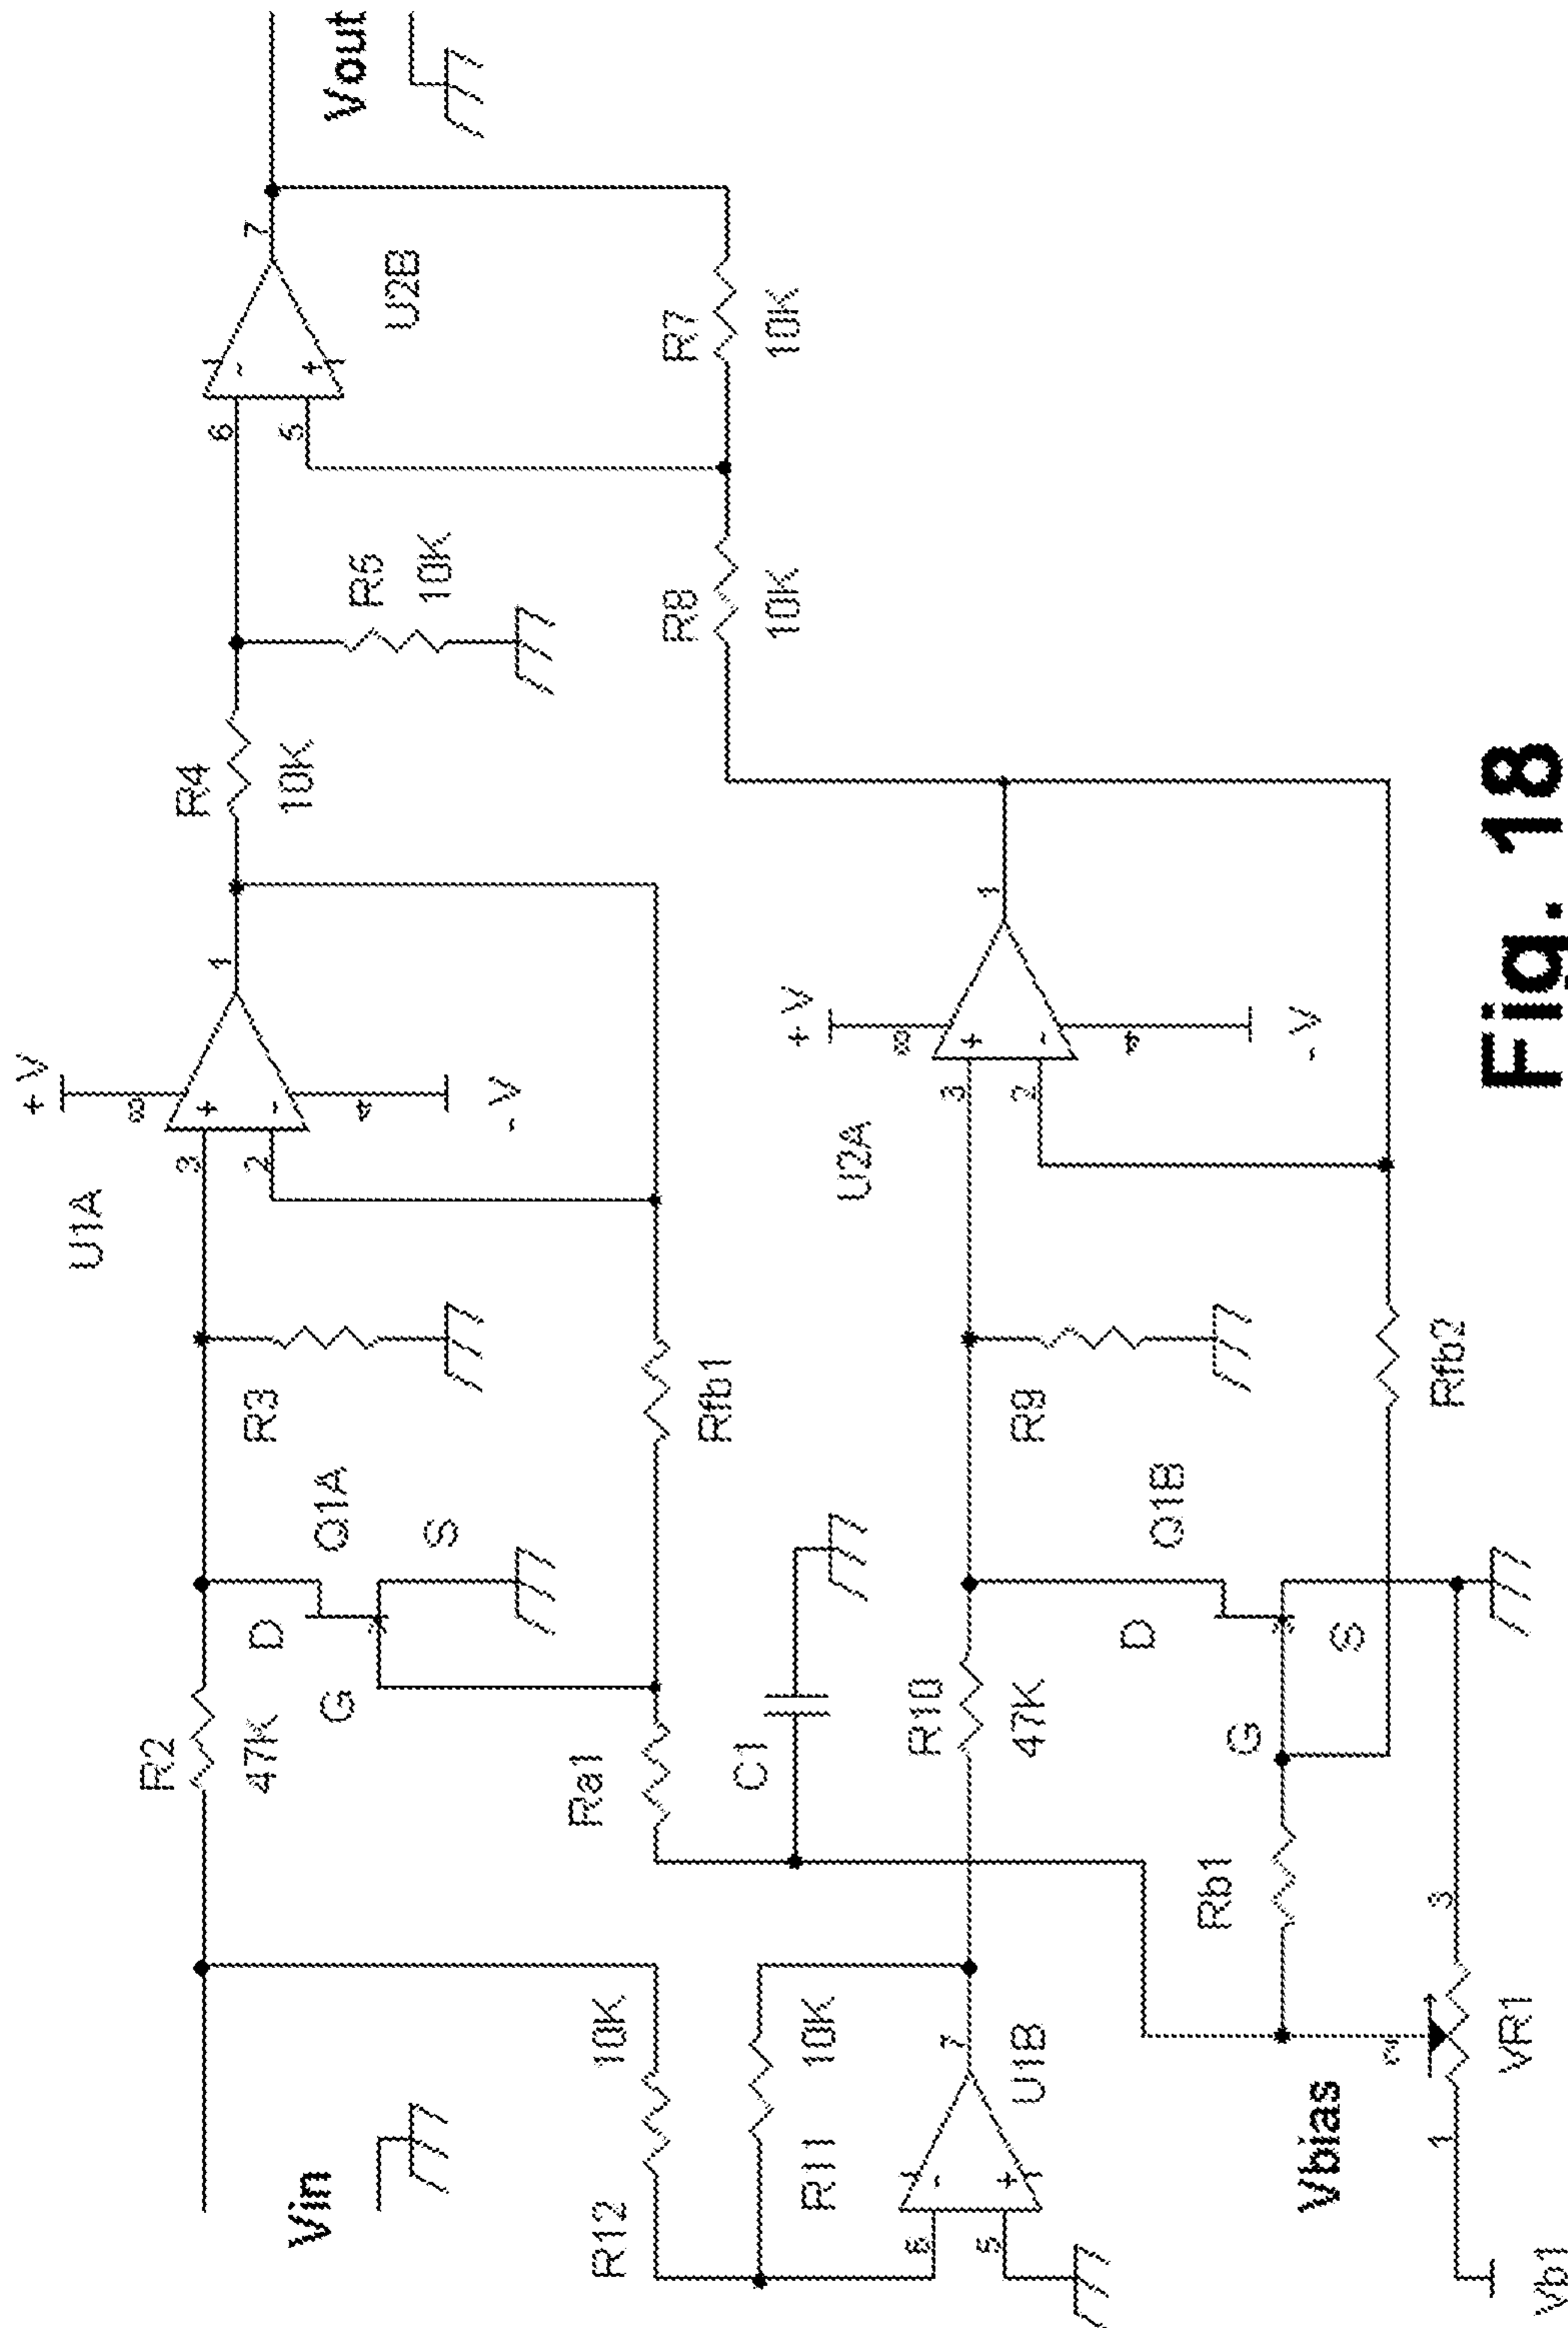 Vin
R2
47K
D
G
Q1A
S
R3
U1A
3
2
+V
8
+
-
4
-V
1
R4
10K
R5
10K
6
5
-
+
7
U2B
Vout
R12
10K
R11
10K
6
5
-
+
7
U1B
Ra1
Rfb1
C1
R8
10K
R7
10K
R10
47K
D
G
Q1B
S
R9
U2A
3
2
+V
8
+
-
4
-V
1
Vbias
Rb1
Rfb2
2
Vb1
1
VR1
3
Fig. 18